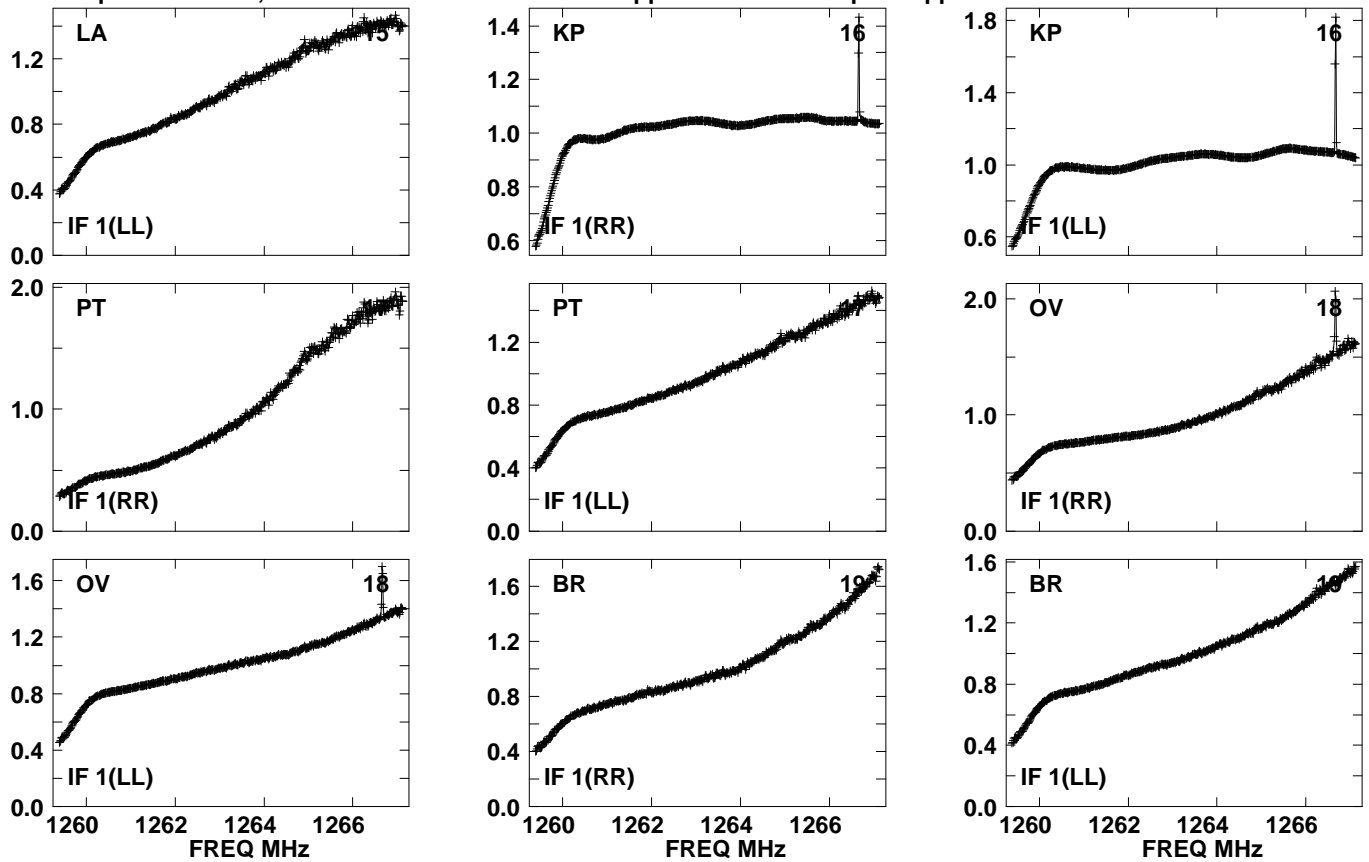 LA 15
1.2
0.8
0.4
0.0
IF 1(LL)
KP 16
1.4
1.2
1.0
0.8
0.6
IF 1(RR)
KP 16
1.8
1.4
1.0
0.6
IF 1(LL)
PT
2.0
1.0
0.0
IF 1(RR)
PT 17
1.2
0.8
0.4
0.0
IF 1(LL)
OV 18
2.0
1.0
0.0
IF 1(RR)
OV 18
1.6
1.2
0.8
0.4
0.0
IF 1(LL)
1260 1262 1264 1266
FREQ MHz
BR 19
1.6
1.2
0.8
0.4
0.0
IF 1(RR)
1260 1262 1264 1266
FREQ MHz
BR 19
1.6
1.2
0.8
0.4
0.0
IF 1(LL)
1260 1262 1264 1266
FREQ MHz